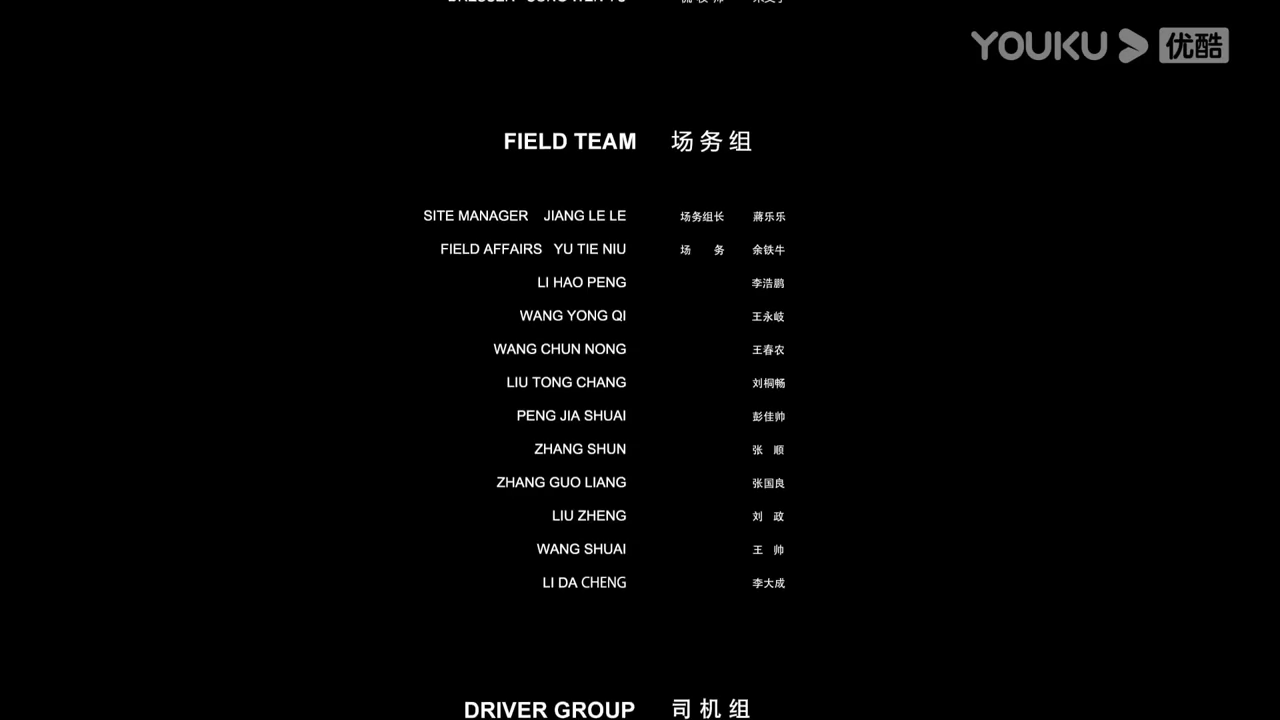 YOUKU 优酷
FIELD TEAM 场务组
SITE MANAGER JIANG LE LE 场务组长 蒋乐乐
FIELD AFFAIRS YU TIE NIU 场 务 余铁牛
LI HAO PENG 李浩鹏
WANG YONG QI 王永岐
WANG CHUN NONG 王春农
LIU TONG CHANG 刘桐畅
PENG JIA SHUAI 彭佳帅
ZHANG SHUN 张 顺
ZHANG GUO LIANG 张国良
LIU ZHENG 刘 政
WANG SHUAI 王 帅
LI DA CHENG 李大成
DRIVER GROUP 司机组